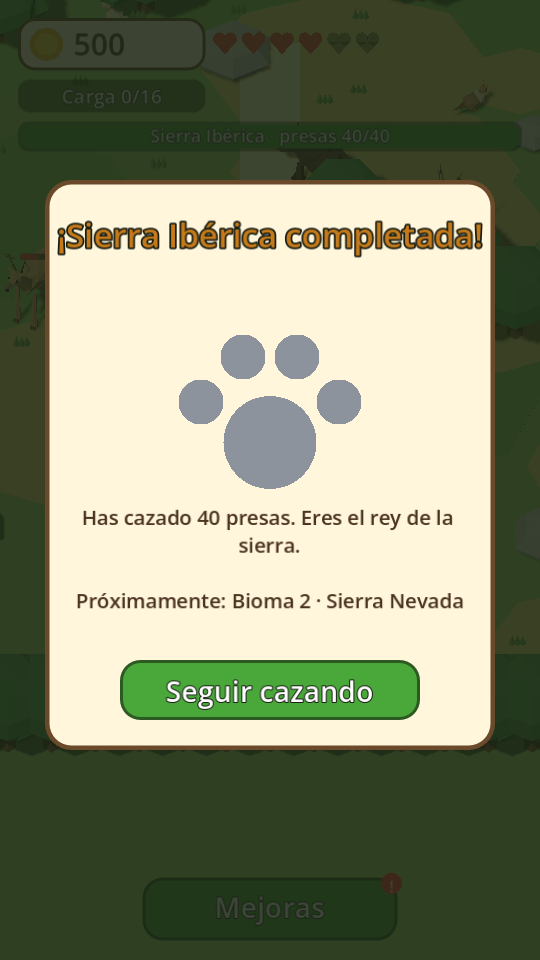 500
Carga 0/16
Sierra Ibérica · presas 40/40
¡Sierra Ibérica completada!
Has cazado 40 presas. Eres el rey de la
sierra.
Próximamente: Bioma 2 · Sierra Nevada
Seguir cazando
Mejoras
!